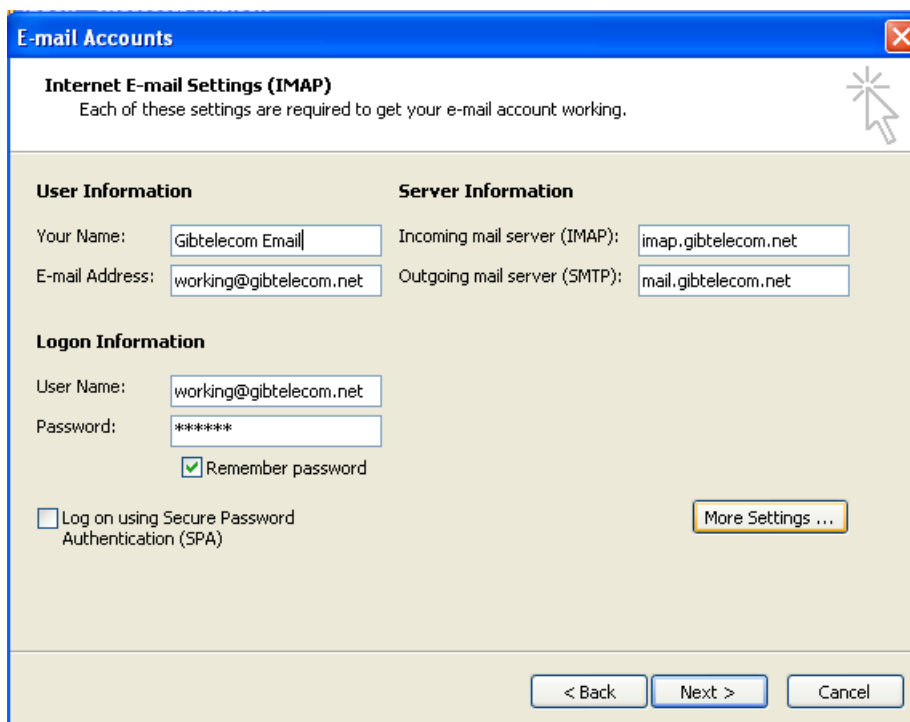 E-mail Accounts
Internet E-mail Settings (IMAP)
Each of these settings are required to get your e-mail account working.
User Information
Server Information
Your Name:
Gibtelecom Email
Incoming mail server (IMAP):
imap.gibtelecom.net
E-mail Address:
working@gibtelecom.net
Outgoing mail server (SMTP):
mail.gibtelecom.net
Logon Information
User Name:
working@gibtelecom.net
Password:
******
Remember password
Log on using Secure Password
Authentication (SPA)
More Settings ...
< Back
Next >
Cancel